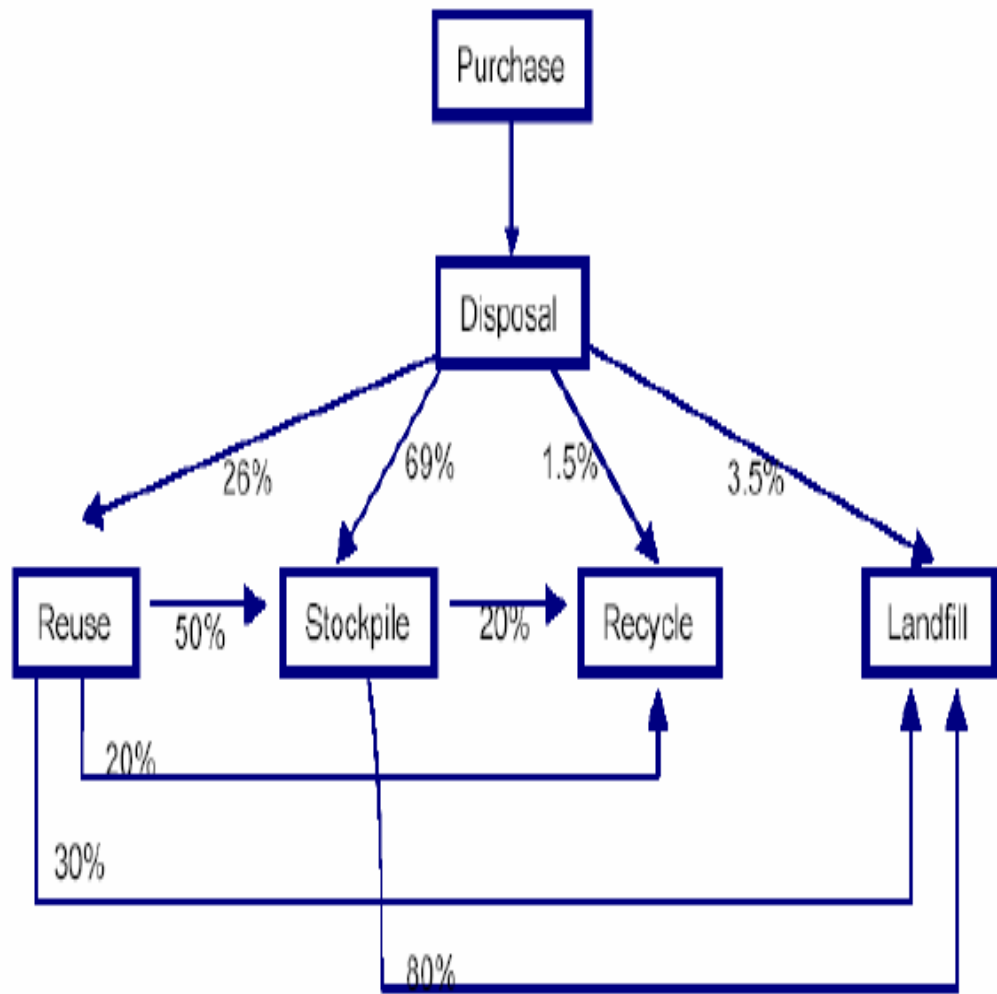 Purchase
Disposal
26%
69%
1.5%
3.5%
Reuse
50%
Stockpile
20%
Recycle
Landfill
20%
30%
80%